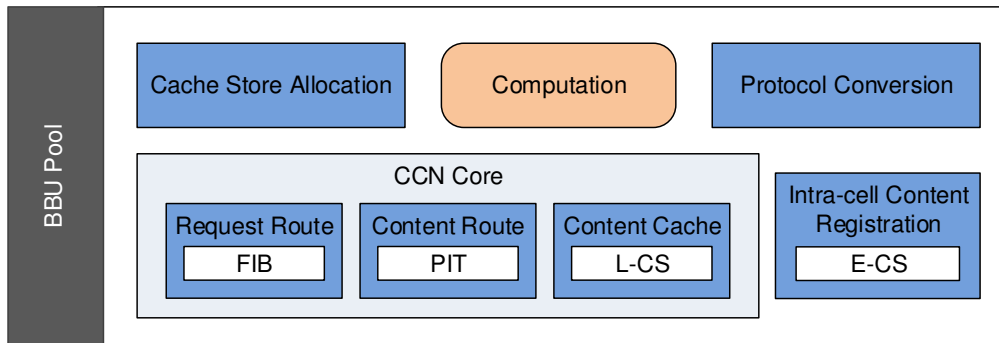 BBU Pool
Cache Store Allocation
Computation
Protocol Conversion
CCN Core
Request Route
FIB
Content Route
PIT
Content Cache
L-CS
Intra-cell Content
Registration
E-CS